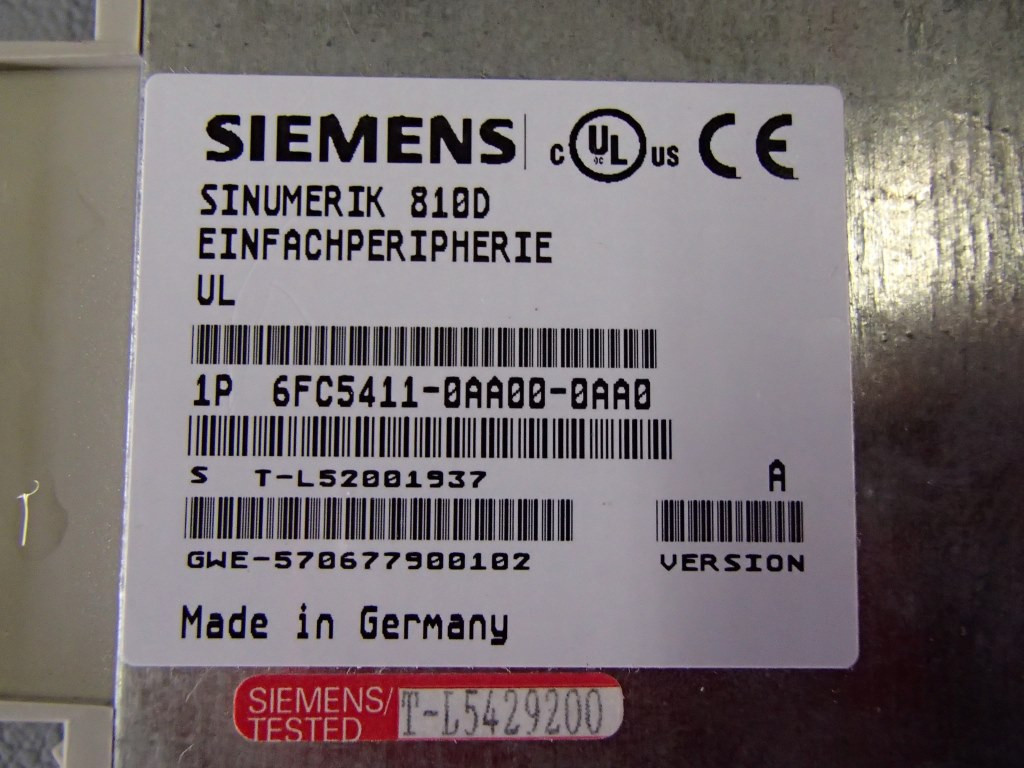 SIEMENS c UL us CE
SINUMERIK 810D
EINFACHPERIPHERIE
UL
1P 6FC5411-0AA00-0AA0
S T-L52001937 A
GWE-570677900102 VERSION
Made in Germany
SIEMENS/
TESTED T-L5429200